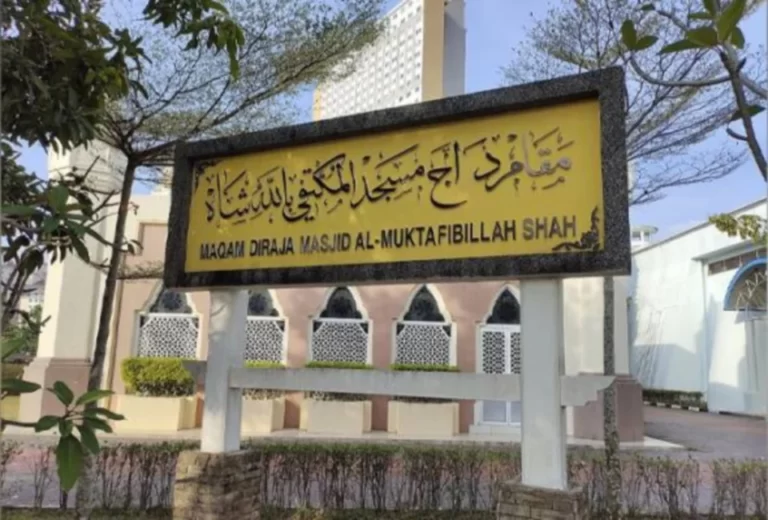 مقام دراج مسجد المكتفي بالله شاه
MAQAM DIRAJA MASJID AL-MUKTAFIBILLAH SHAH